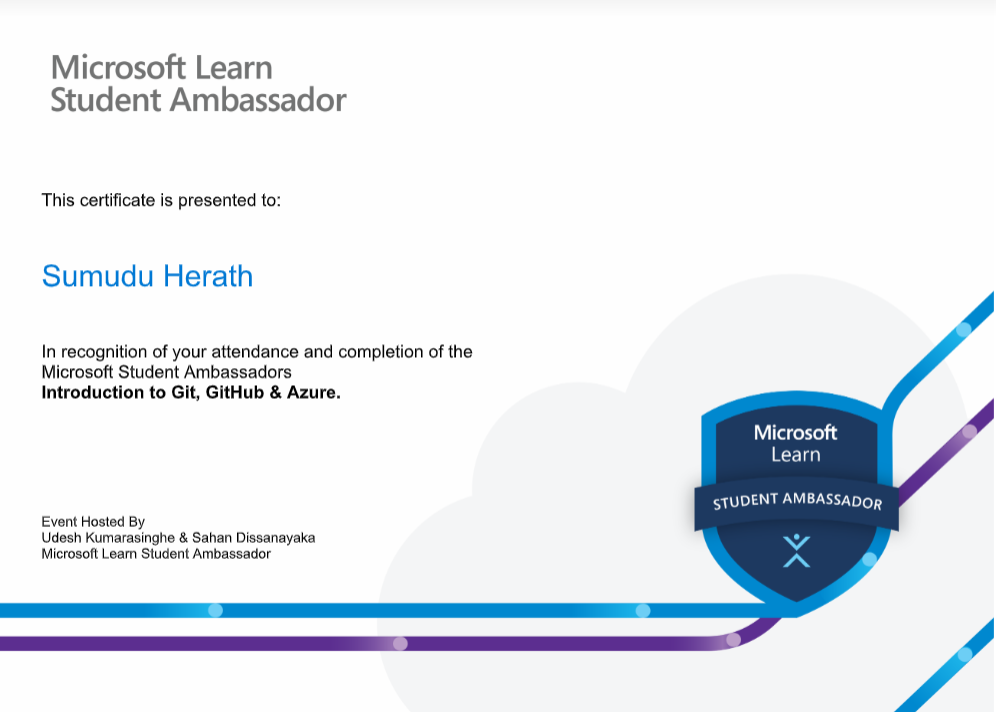 Microsoft Learn
Student Ambassador
This certificate is presented to:
Sumudu Herath
In recognition of your attendance and completion of the
Microsoft Student Ambassadors
Introduction to Git, GitHub & Azure.
Event Hosted By
Udesh Kumarasinghe & Sahan Dissanayaka
Microsoft Learn Student Ambassador
Microsoft
Learn
STUDENT AMBASSADOR